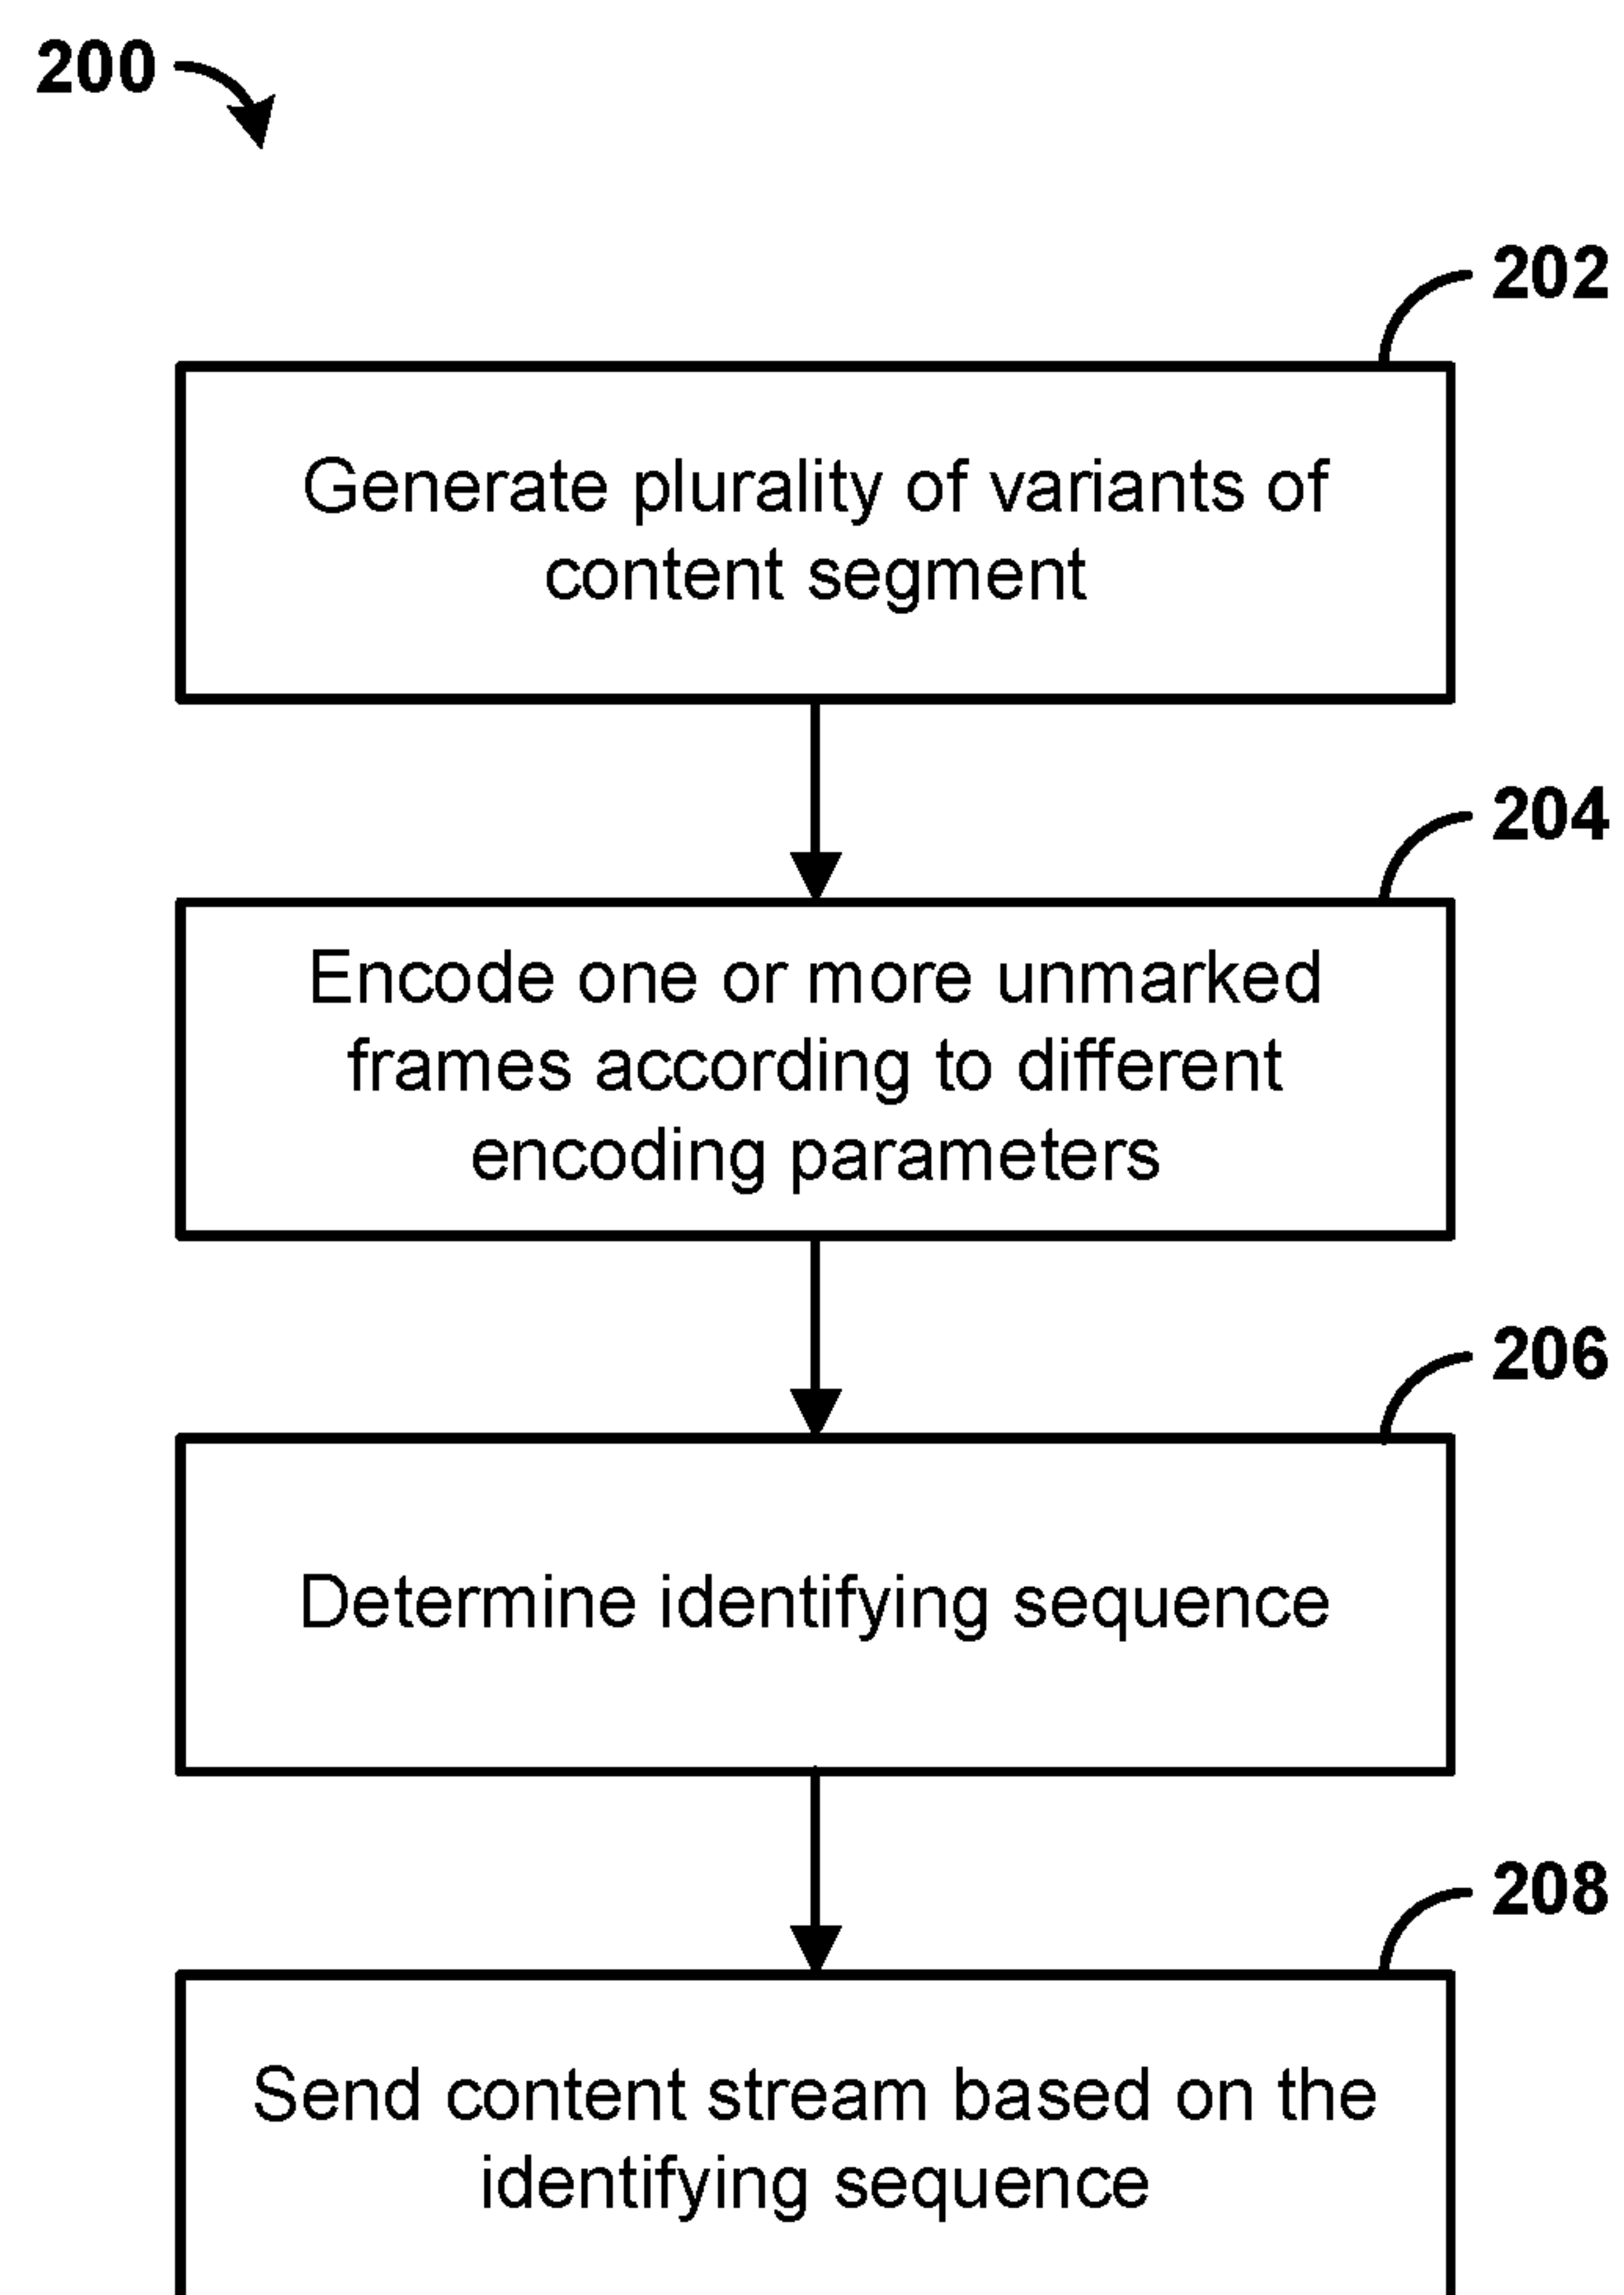 200
202
Generate plurality of variants of
content segment
204
Encode one or more unmarked
frames according to different
encoding parameters
206
Determine identifying sequence
208
Send content stream based on the
identifying sequence